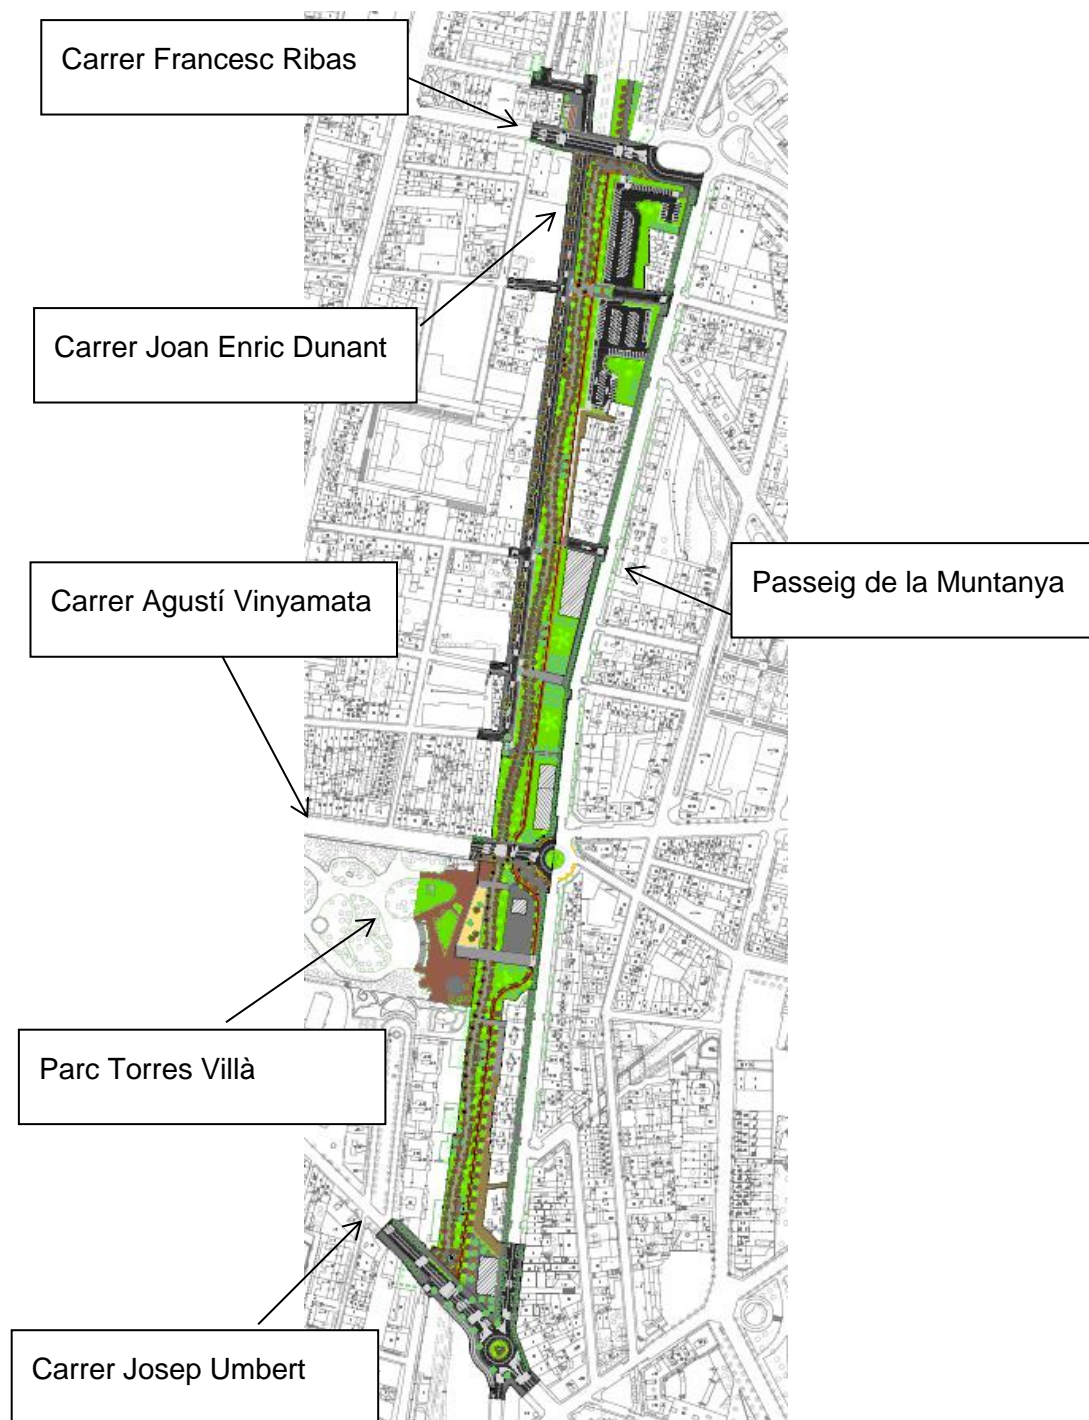 Carrer Francesc Ribas
Carrer Joan Enric Dunant
Carrer Agustí Vinyamata
Passeig de la Muntanya
Parc Torres Villà
Carrer Josep Umbert